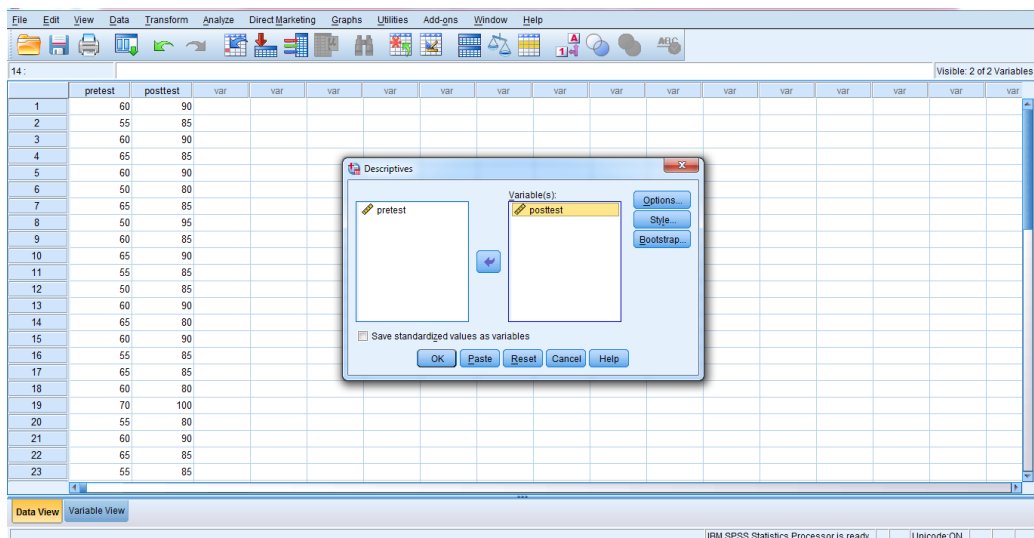 File Edit View Data Transform Analyze Direct Marketing Graphs Utilities Add-ons Window Help
14 : Visible: 2 of 2 Variables
pretest posttest var var var var var var var var var var var var var var var
1 60 90
2 55 85
3 60 90
4 65 85
5 60 90
6 50 80
7 65 85
8 50 95
9 60 85
10 65 90
11 55 85
12 50 85
13 60 90
14 65 80
15 60 90
16 55 85
17 65 85
18 60 80
19 70 100
20 55 80
21 60 90
22 65 85
23 55 85
Descriptives
Variable(s):
pretest
posttest
Options...
Style...
Bootstrap...
Save standardized values as variables
OK Paste Reset Cancel Help
Data View Variable View
IBM SPSS Statistics Processor is ready Unicode:ON